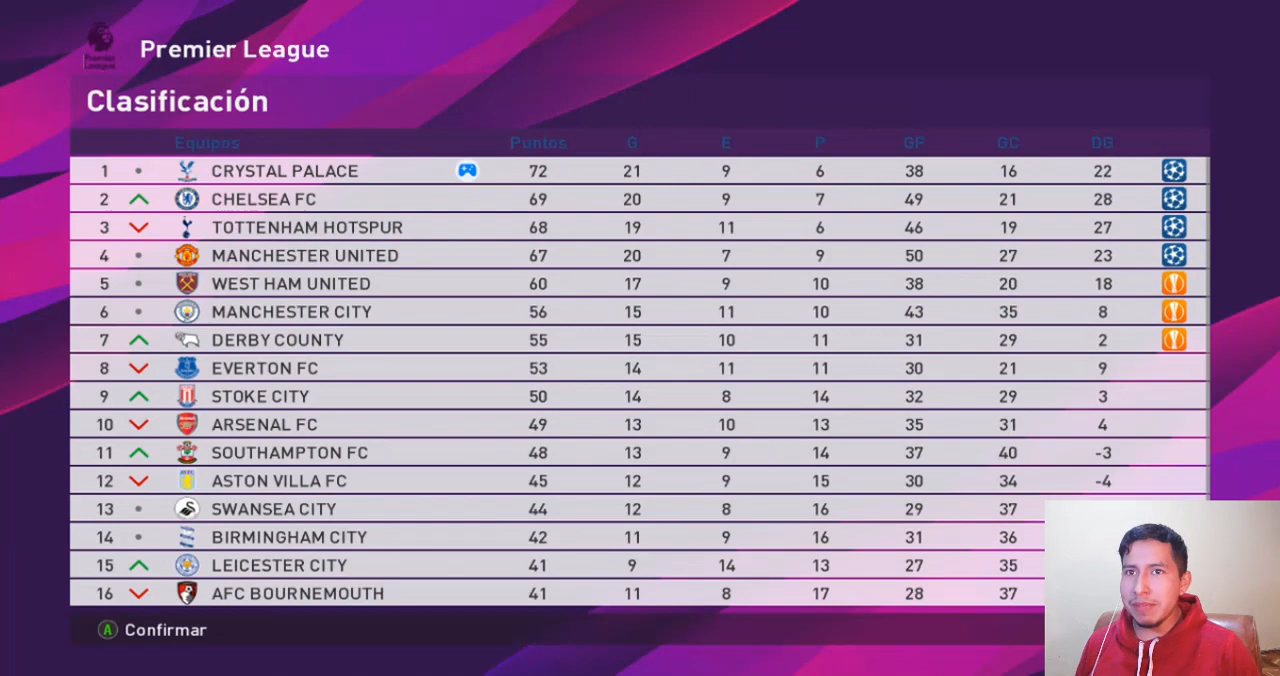 Premier League
Premier League
Clasificación
Equipos Puntos G E P GF GC DG
1 CRYSTAL PALACE 72 21 9 6 38 16 22
2 CHELSEA FC 69 20 9 7 49 21 28
3 TOTTENHAM HOTSPUR 68 19 11 6 46 19 27
4 MANCHESTER UNITED 67 20 7 9 50 27 23
5 WEST HAM UNITED 60 17 9 10 38 20 18
6 MANCHESTER CITY 56 15 11 10 43 35 8
7 DERBY COUNTY 55 15 10 11 31 29 2
8 EVERTON FC 53 14 11 11 30 21 9
9 STOKE CITY 50 14 8 14 32 29 3
10 ARSENAL FC 49 13 10 13 35 31 4
11 SOUTHAMPTON FC 48 13 9 14 37 40 -3
12 ASTON VILLA FC 45 12 9 15 30 34 -4
13 SWANSEA CITY 44 12 8 16 29 37
14 BIRMINGHAM CITY 42 11 9 16 31 36
15 LEICESTER CITY 41 9 14 13 27 35
16 AFC BOURNEMOUTH 41 11 8 17 28 37
A Confirmar